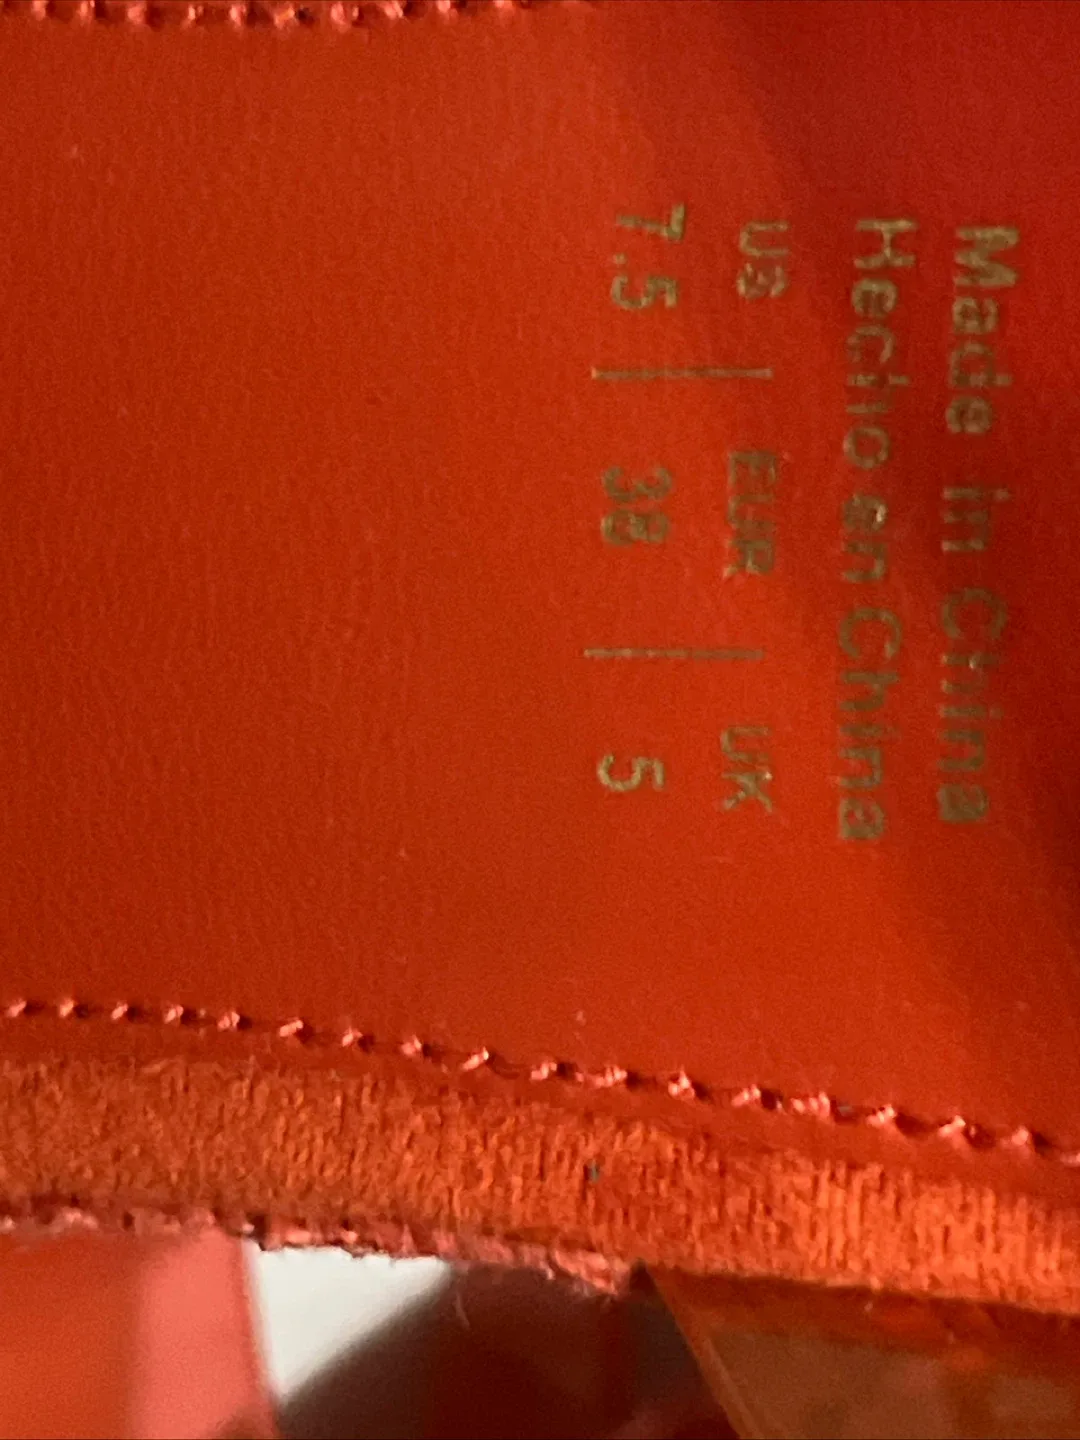 Made in China
Hecho en China
US | EUR | UK
7.5 | 38 | 5